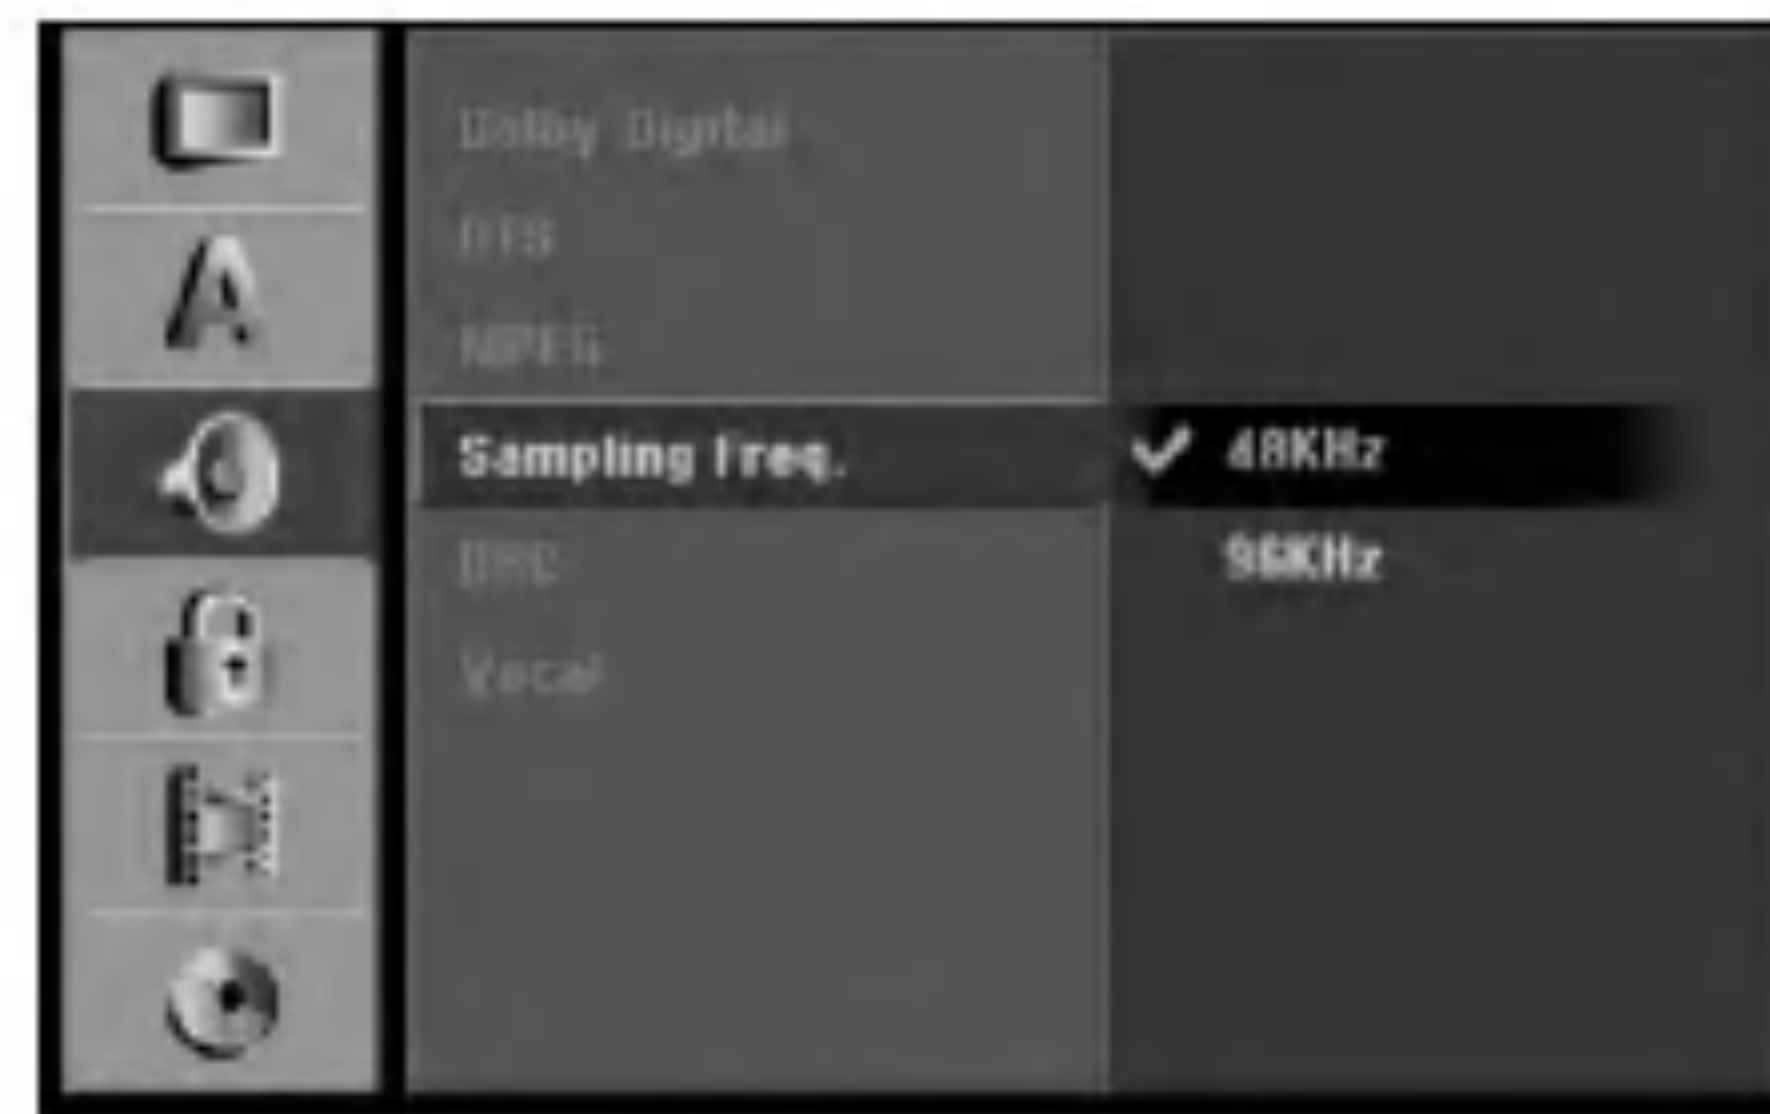 Dolby Digital
DTS
MPEG
Sampling Freq.
48KHz
96KHz
DRC
Vocal